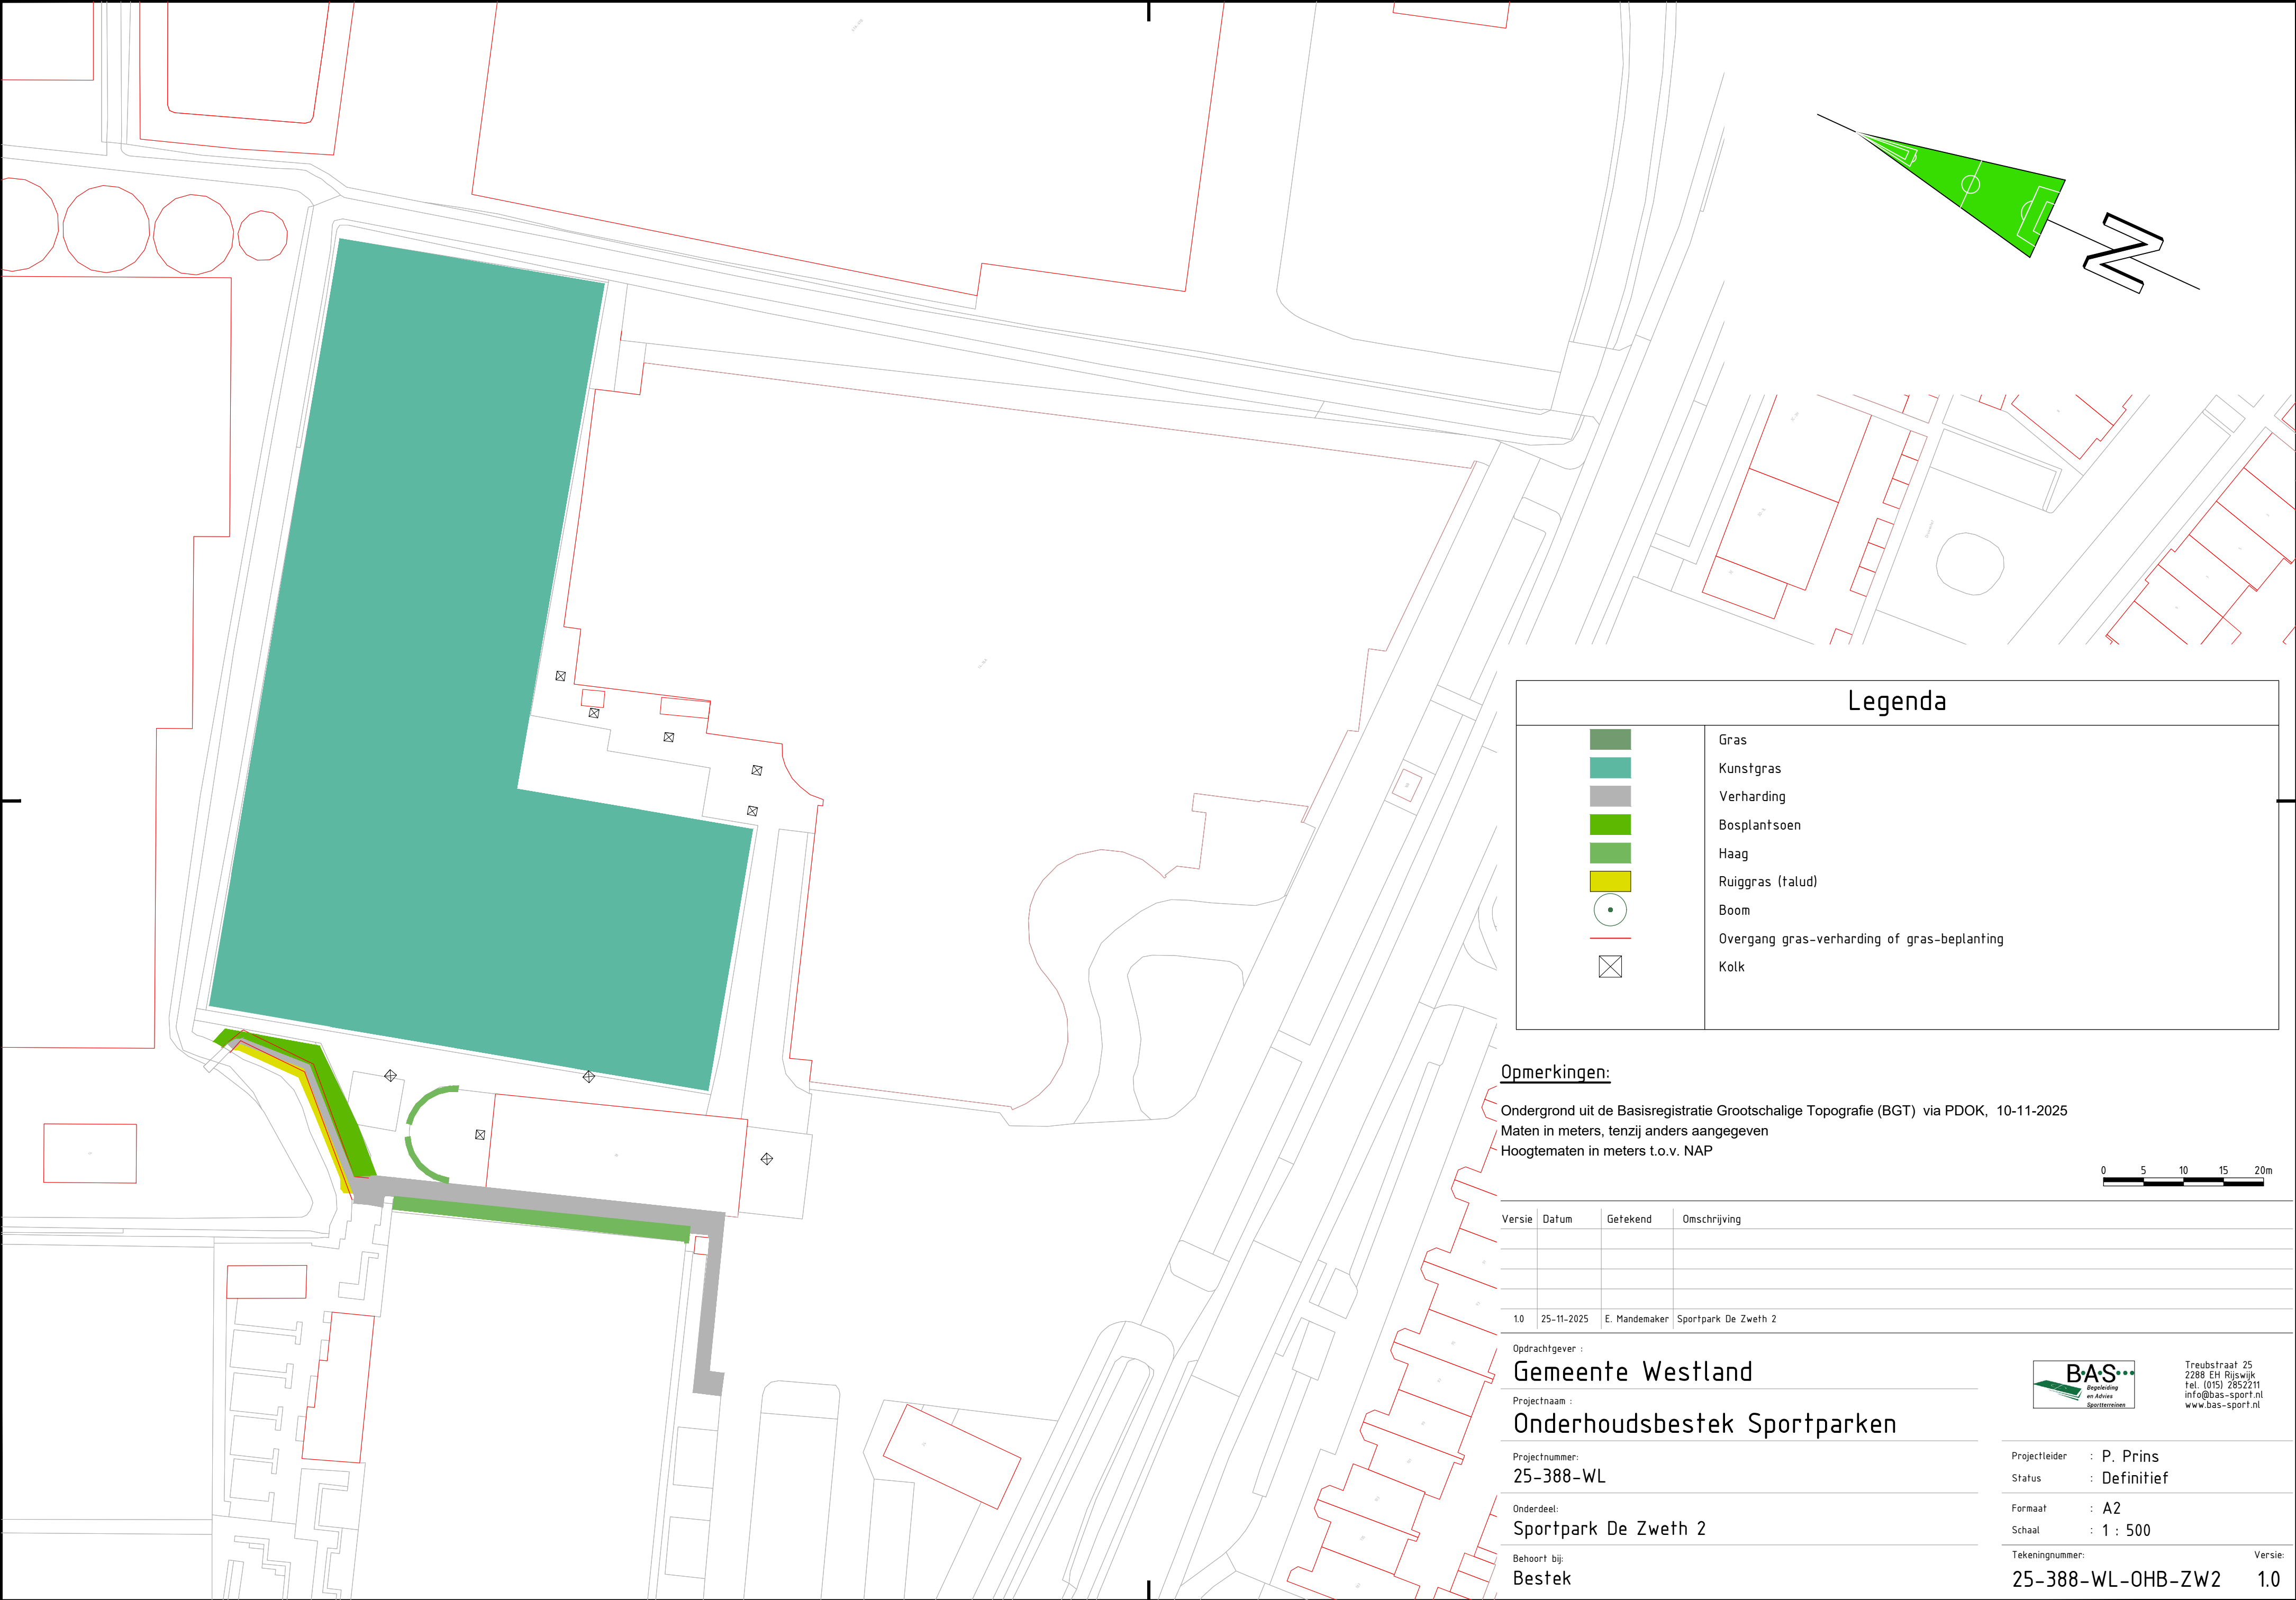 N
Legenda
Gras
Kunstgras
Verharding
Bosplantsoen
Haag
Ruiggras (talud)
Boom
Overgang gras-verharding of gras-beplanting
Kolk
Opmerkingen:
Ondergrond uit de Basisregistratie Grootschalige Topografie (BGT) via PDOK, 10-11-2025
Maten in meters, tenzij anders aangegeven
Hoogtematen in meters t.o.v. NAP
0 5 10 15 20m
Versie Datum Getekend Omschrijving
1.0 25-11-2025 E. Mandemaker Sportpark De Zweth 2
Opdrachtgever :
Gemeente Westland
Projectnaam :
Onderhoudsbestek Sportparken
Projectnummer:
25-388-WL
Onderdeel:
Sportpark De Zweth 2
Behoort bij:
Bestek
B·A·S
Begeleiding
en Advies
Sportterreinen
Treubstraat 25
2288 EH Rijswijk
tel. (015) 2852211
info@bas-sport.nl
www.bas-sport.nl
Projectleider : P. Prins
Status : Definitief
Formaat : A2
Schaal : 1 : 500
Tekeningnummer: Versie:
25-388-WL-OHB-ZW2 1.0